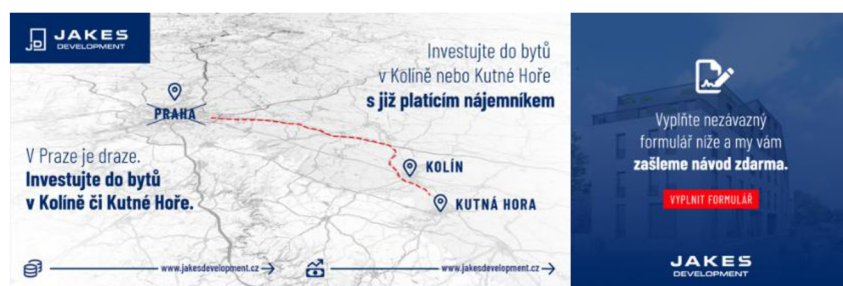 JAKES
DEVELOPMENT
Investujte do bytů
v Kolíně nebo Kutné Hoře
s již platícím nájemníkem
PRAHA
V Praze je draze.
Investujte do bytů
v Kolíně či Kutné Hoře.
KOLÍN
KUTNÁ HORA
www.jakesdevelopment.cz
www.jakesdevelopment.cz
Vyplňte nezávazný
formulář níže a my vám
zašleme návod zdarma.
VYPLNIT FORMULÁŘ
JAKES
DEVELOPMENT